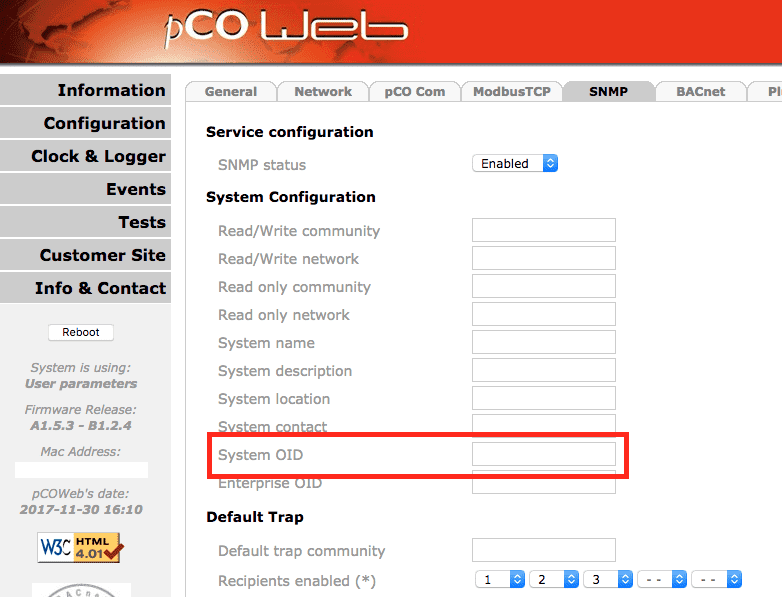 pCO Web
Information
Configuration
Clock & Logger
Events
Tests
Customer Site
Info & Contact
Reboot
System is using:
User parameters
Firmware Release:
A1.5.3 - B1.2.4
Mac Address:
pCOWeb's date:
2017-11-30 16:10
W3C HTML 4.01
BACnet
General Network pCO Com ModbusTCP SNMP BACnet Pl
Service configuration
SNMP status Enabled
System Configuration
Read/Write community
Read/Write network
Read only community
Read only network
System name
System description
System location
System contact
System OID
Enterprise OID
Default Trap
Default trap community
Recipients enabled (*) 1 2 3 -- --